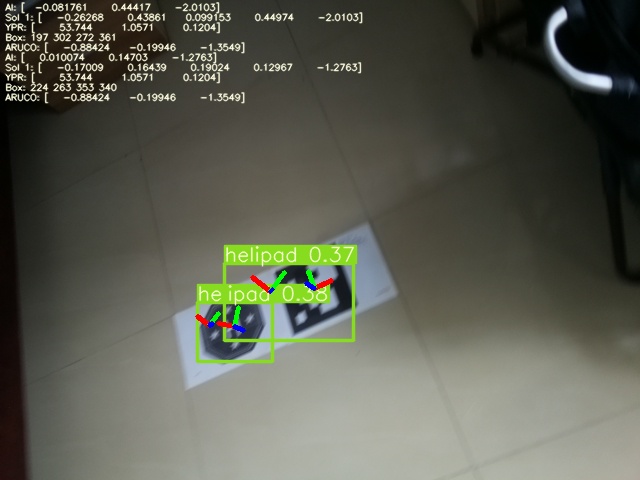 AI: [ -0.081761 0.44417 -2.0103]
Sol 1: [ -0.26268 0.43861 0.099153 0.44974 -2.0103]
YPR: [ 53.744 1.0571 0.1204]
Box: 197 302 272 361
ARUCO: [ -0.88424 -0.19946 -1.3549]
AI: [ 0.010074 0.14703 -1.2763]
Sol 1: [ -0.17009 0.16439 0.19024 0.12967 -1.2763]
YPR: [ 53.744 1.0571 0.1204]
Box: 224 263 353 340
ARUCO: [ -0.88424 -0.19946 -1.3549]
helipad 0.37
helipad 0.38